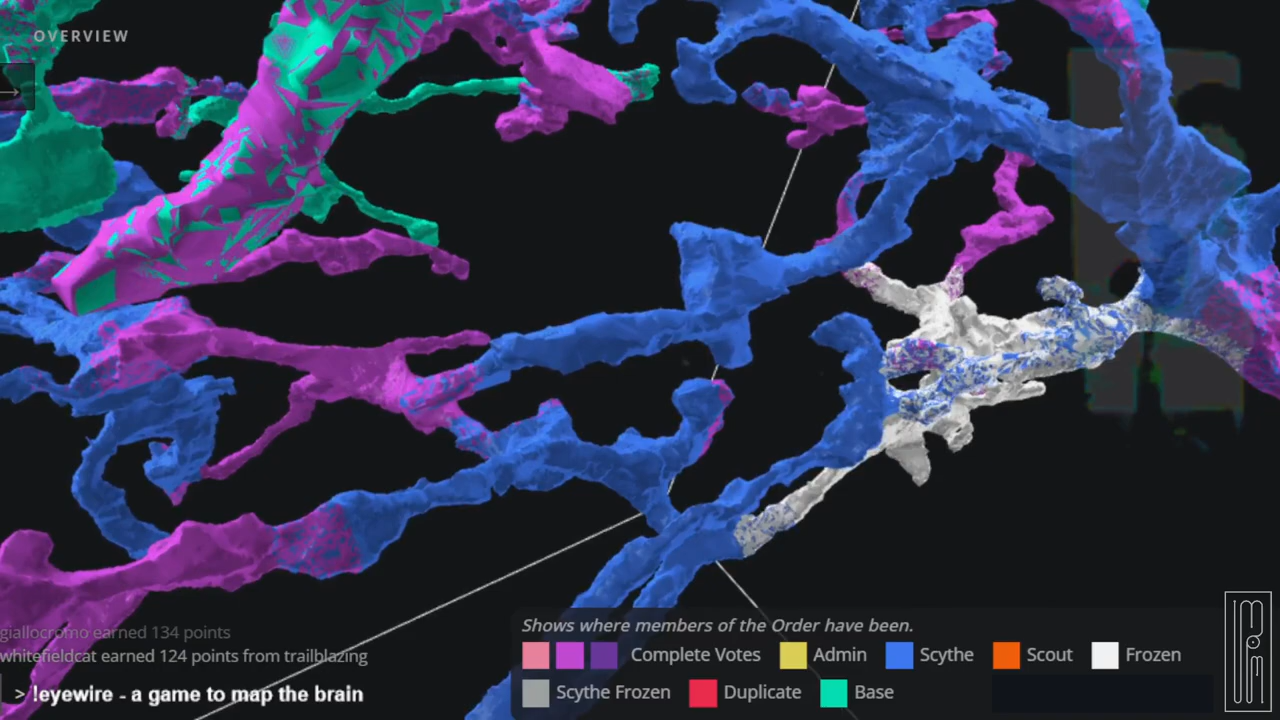 OVERVIEW
→
giallocromo earned 134 points
whitefieldcat earned 124 points from trailblazing
> !eyewire - a game to map the brain
Shows where members of the Order have been.
Complete Votes Admin Scythe Scout Frozen
Scythe Frozen Duplicate Base